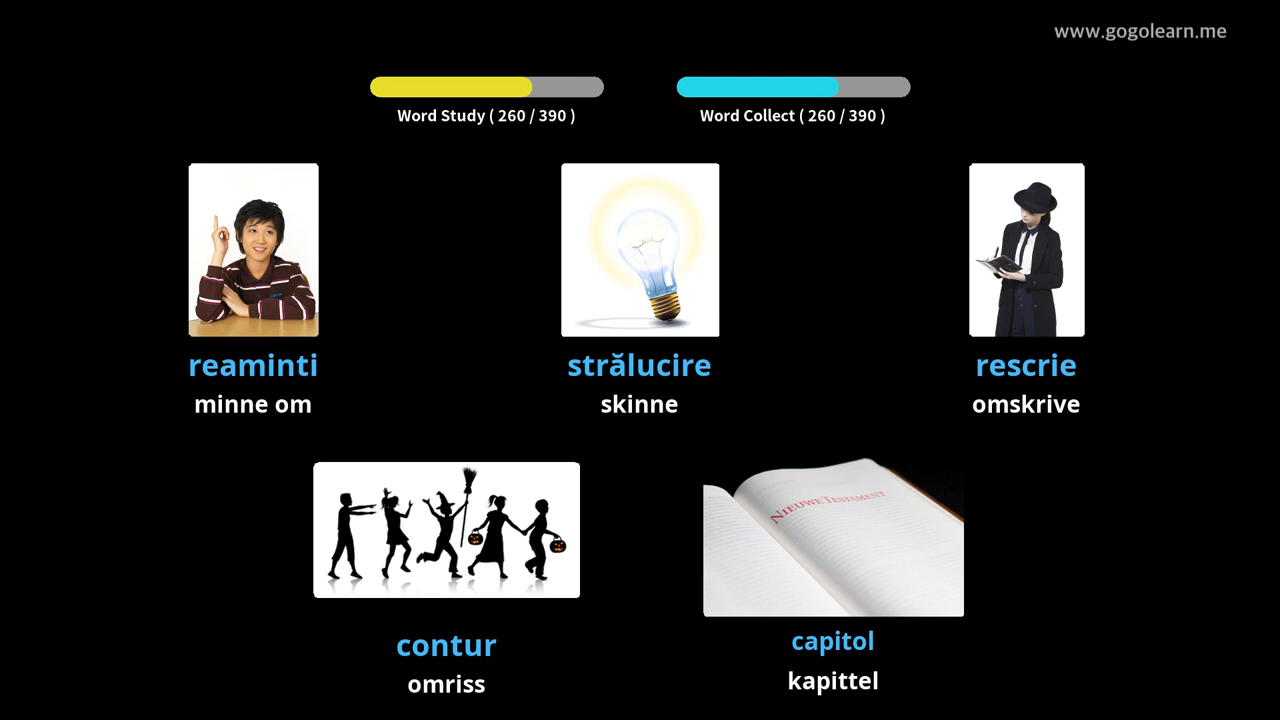 www.gogolearn.me
Word Study ( 260 / 390 )
Word Collect ( 260 / 390 )
reaminti
minne om
strălucire
skinne
rescrie
omskrive
NIEUWE TESTAMENT
contur
omriss
capitol
kapittel